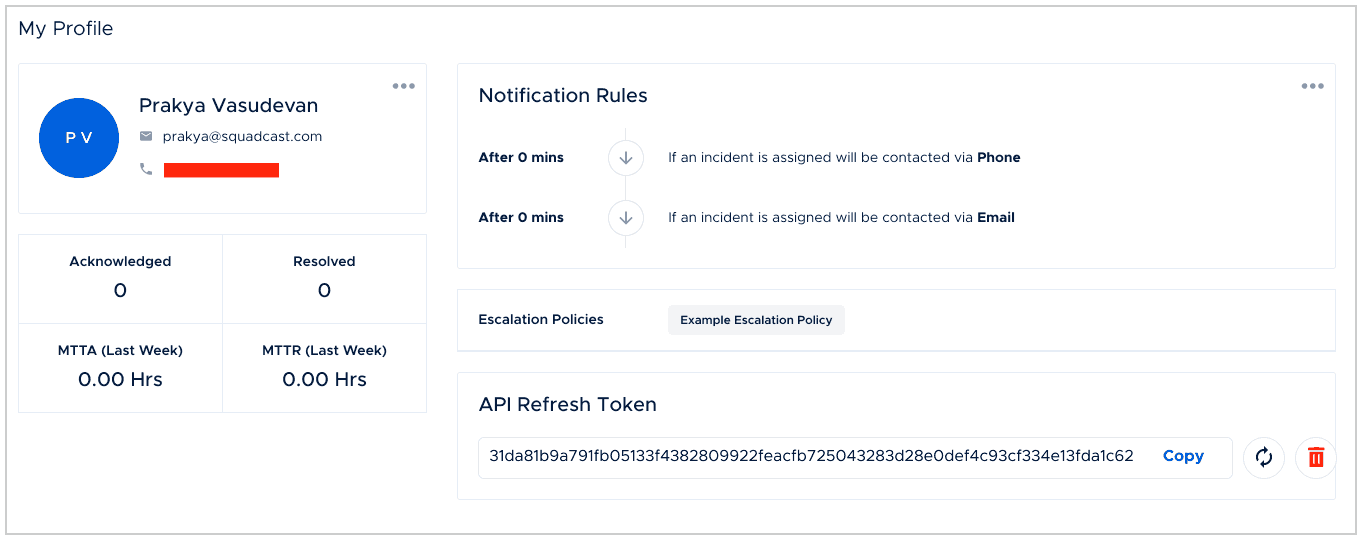 My Profile
P V
Prakya Vasudevan
prakya@squadcast.com
Acknowledged
0
Resolved
0
MTTA (Last Week)
0.00 Hrs
MTTR (Last Week)
0.00 Hrs
Notification Rules
After 0 mins
If an incident is assigned will be contacted via Phone
After 0 mins
If an incident is assigned will be contacted via Email
Escalation Policies
Example Escalation Policy
API Refresh Token
31da81b9a791fb05133f4382809922feacfb725043283d28e0def4c93cf334e13fda1c62
Copy